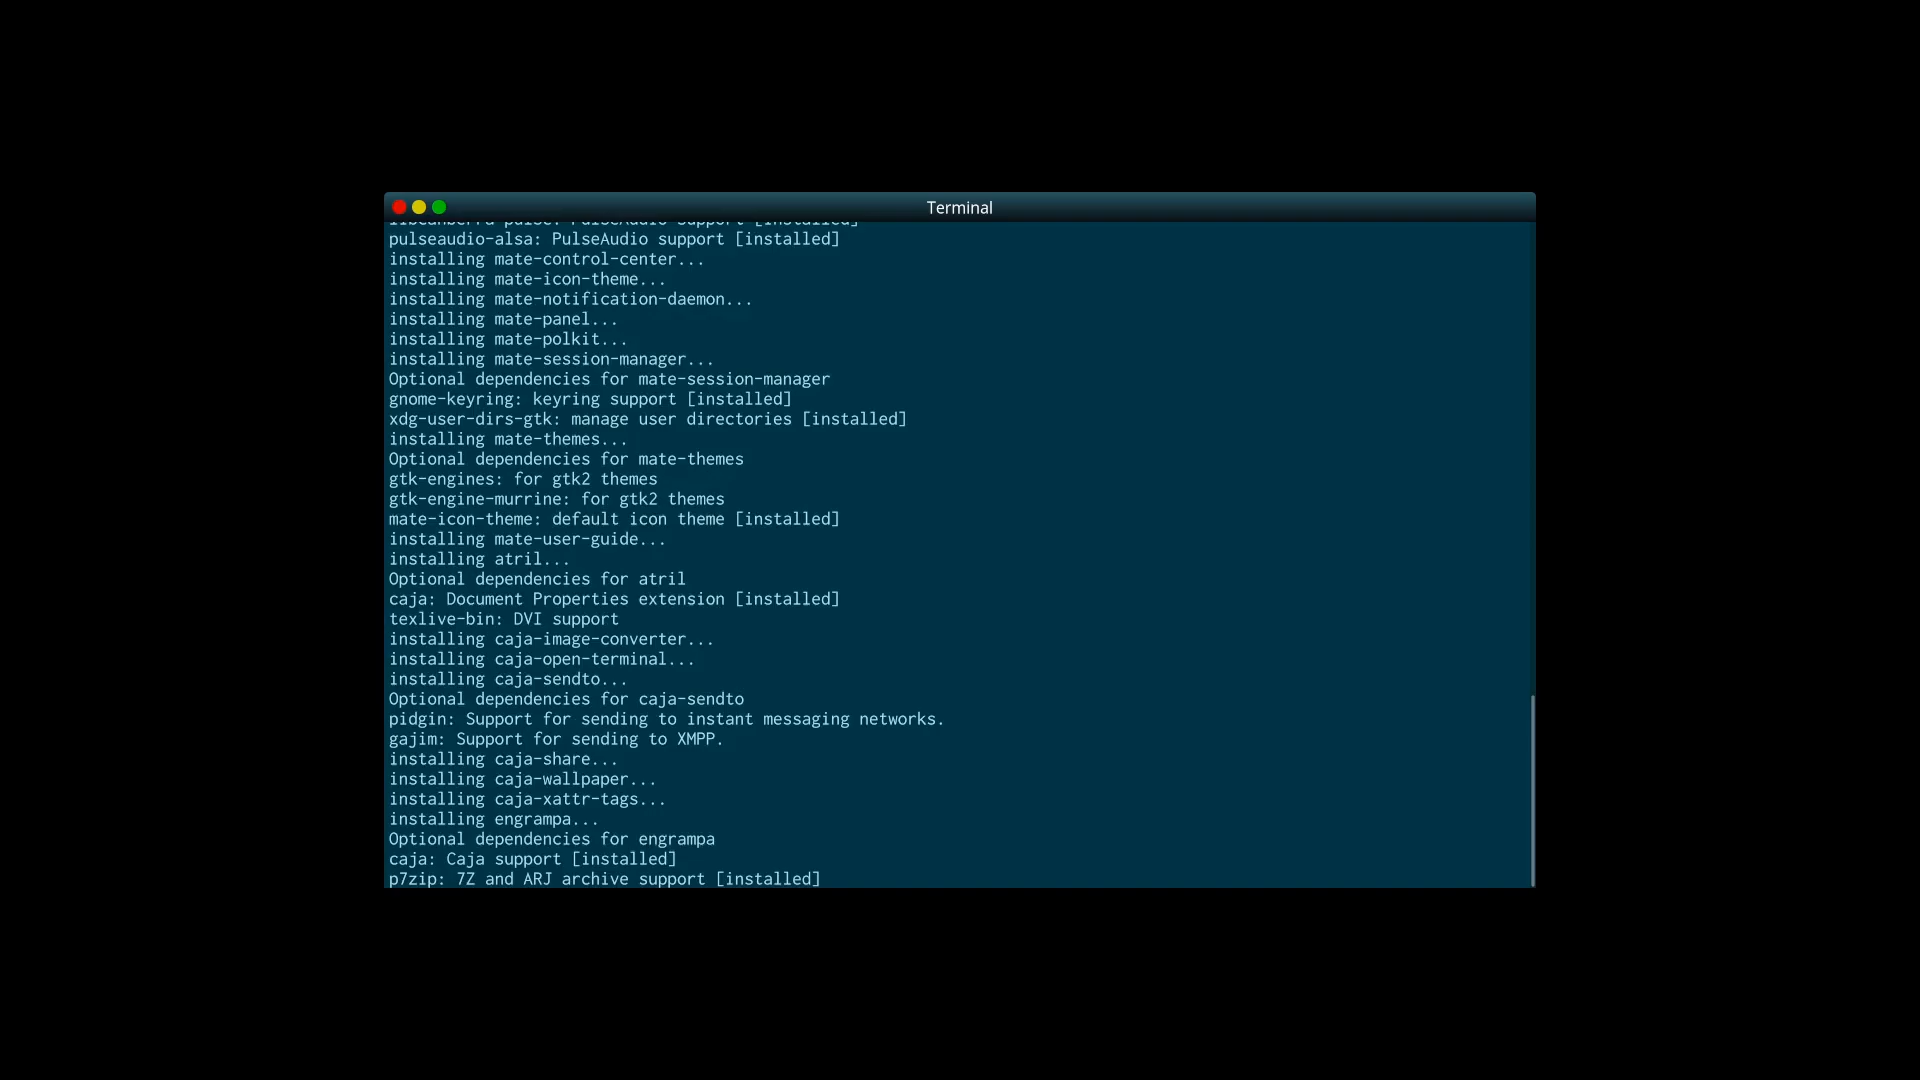 Terminal
libcanberra-pulse: PulseAudio support [installed]
pulseaudio-alsa: PulseAudio support [installed]
installing mate-control-center...
installing mate-icon-theme...
installing mate-notification-daemon...
installing mate-panel...
installing mate-polkit...
installing mate-session-manager...
Optional dependencies for mate-session-manager
gnome-keyring: keyring support [installed]
xdg-user-dirs-gtk: manage user directories [installed]
installing mate-themes...
Optional dependencies for mate-themes
gtk-engines: for gtk2 themes
gtk-engine-murrine: for gtk2 themes
mate-icon-theme: default icon theme [installed]
installing mate-user-guide...
installing atril...
Optional dependencies for atril
caja: Document Properties extension [installed]
texlive-bin: DVI support
installing caja-image-converter...
installing caja-open-terminal...
installing caja-sendto...
Optional dependencies for caja-sendto
pidgin: Support for sending to instant messaging networks.
gajim: Support for sending to XMPP.
installing caja-share...
installing caja-wallpaper...
installing caja-xattr-tags...
installing engrampa...
Optional dependencies for engrampa
caja: Caja support [installed]
p7zip: 7Z and ARJ archive support [installed]